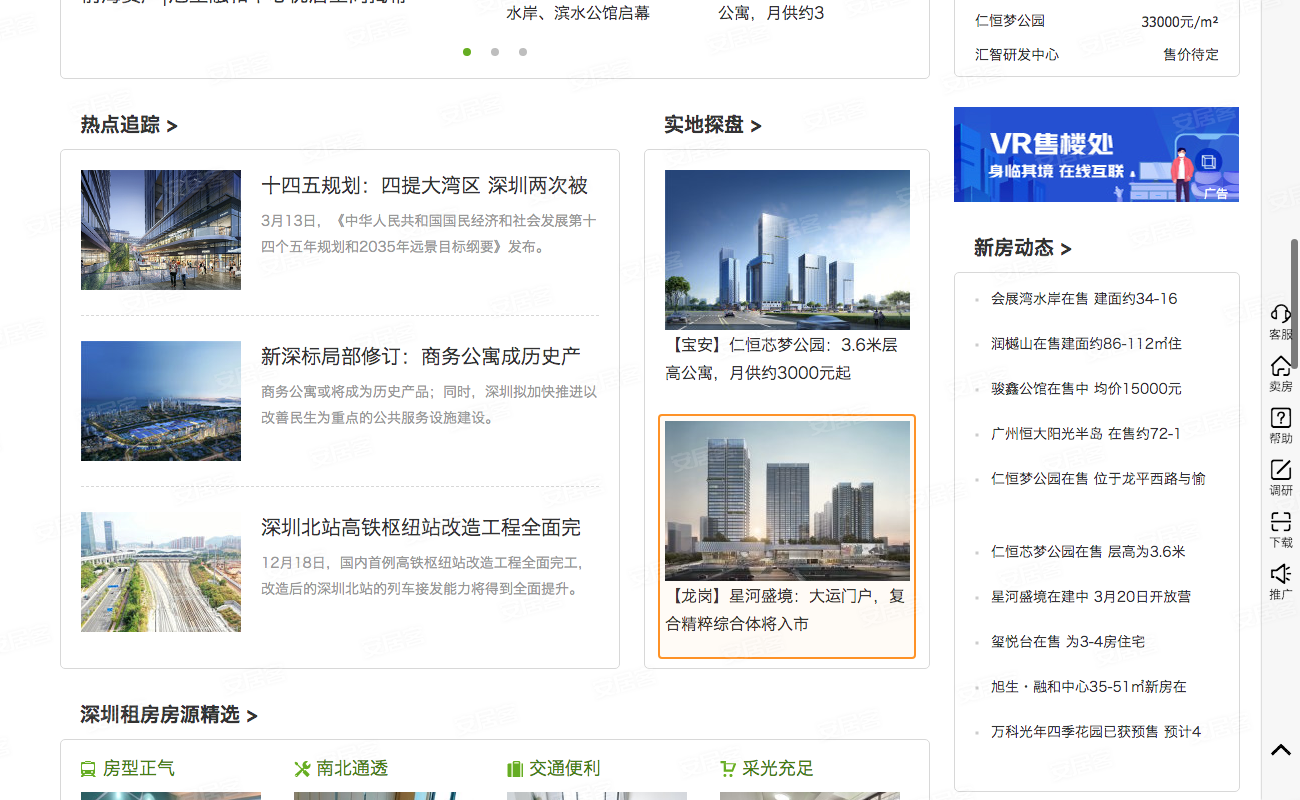 水岸、滨水公馆启幕
公寓，月供约3
仁恒梦公园 33000元/m²
汇智研发中心 售价待定
热点追踪 >
十四五规划：四提大湾区 深圳两次被
3月13日，《中华人民共和国国民经济和社会发展第十
四个五年规划和2035年远景目标纲要》发布。
新深标局部修订：商务公寓成历史产
商务公寓或将成为历史产品；同时，深圳拟加快推进以
改善民生为重点的公共服务设施建设。
深圳北站高铁枢纽站改造工程全面完
12月18日，国内首例高铁枢纽站改造工程全面完工，
改造后的深圳北站的列车接发能力将得到全面提升。
实地探盘 >
【宝安】仁恒芯梦公园：3.6米层
高公寓，月供约3000元起
【龙岗】星河盛境：大运门户，复
合精粹综合体将入市
VR售楼处
身临其境 在线互联
广告
新房动态 >
会展湾水岸在售 建面约34-16
润樾山在售建面约86-112㎡住
骏鑫公馆在售中 均价15000元
广州恒大阳光半岛 在售约72-1
仁恒梦公园在售 位于龙平西路与愉
仁恒芯梦公园在售 层高为3.6米
星河盛境在建中 3月20日开放营
玺悦台在售 为3-4房住宅
旭生·融和中心35-51㎡新房在
万科光年四季花园已获预售 预计4
客服
卖房
帮助
调研
下载
推广
深圳租房房源精选 >
房型正气
南北通透
交通便利
采光充足